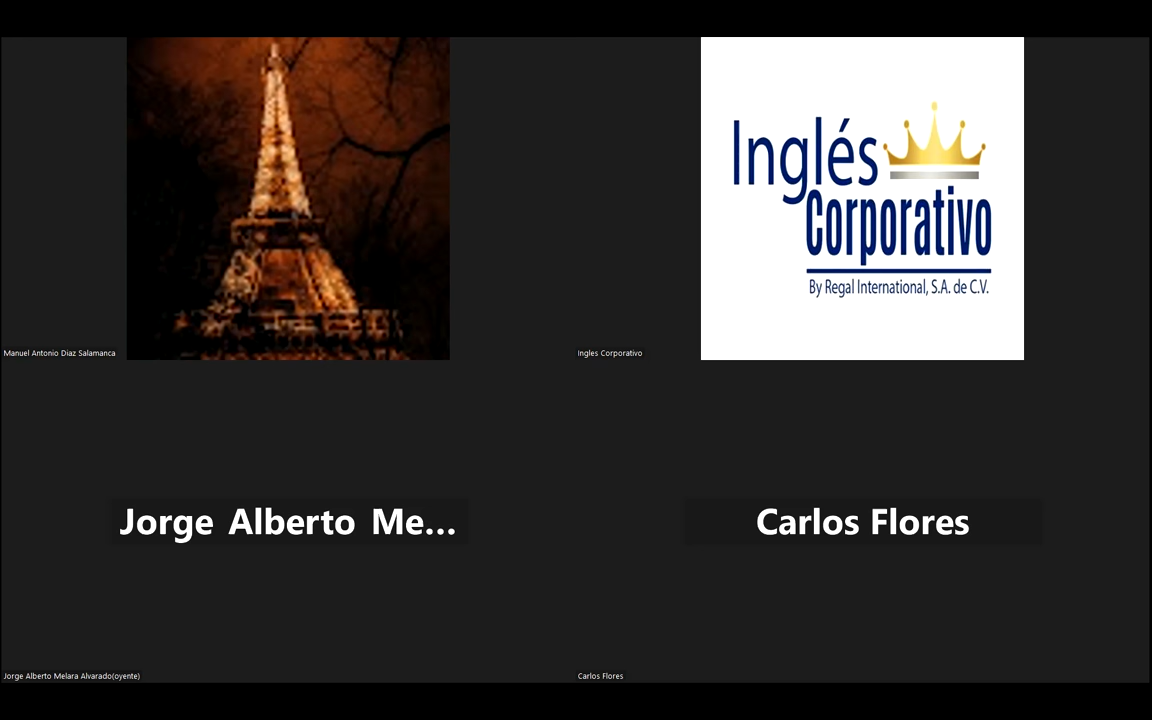 Manuel Antonio Diaz Salamanca
Inglés
Corporativo
By Regal International, S.A. de C.V.
Ingles Corporativo
Jorge Alberto Me...
Carlos Flores
Jorge Alberto Melara Alvarado(oyente)
Carlos Flores